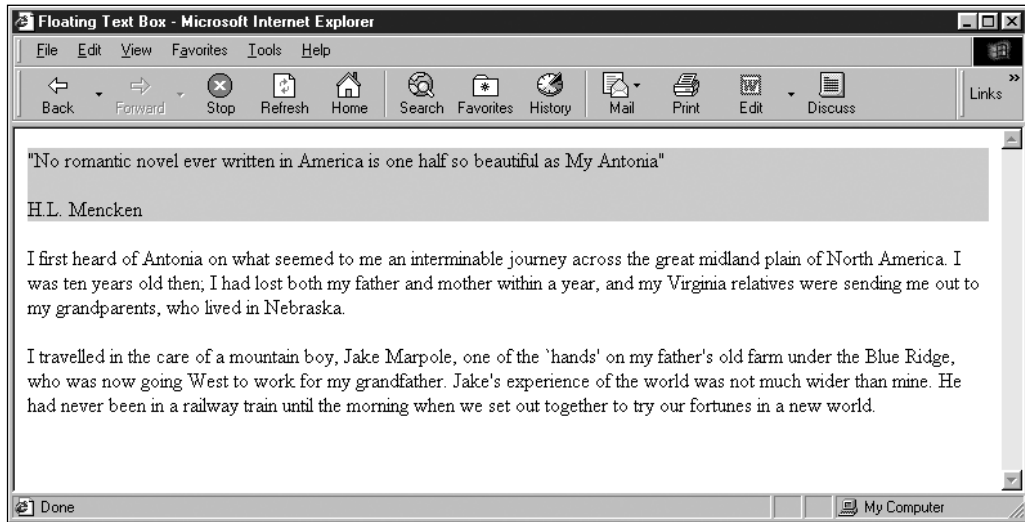 Floating Text Box - Microsoft Internet Explorer
File Edit View Favorites Tools Help
Back Forward Stop Refresh Home Search Favorites History Mail Print Edit Discuss Links »
"No romantic novel ever written in America is one half so beautiful as My Antonia"
H.L. Mencken
I first heard of Antonia on what seemed to me an interminable journey across the great midland plain of North America. I
was ten years old then; I had lost both my father and mother within a year, and my Virginia relatives were sending me out to
my grandparents, who lived in Nebraska.
I travelled in the care of a mountain boy, Jake Marpole, one of the `hands' on my father's old farm under the Blue Ridge,
who was now going West to work for my grandfather. Jake's experience of the world was not much wider than mine. He
had never been in a railway train until the morning when we set out together to try our fortunes in a new world.
Done My Computer